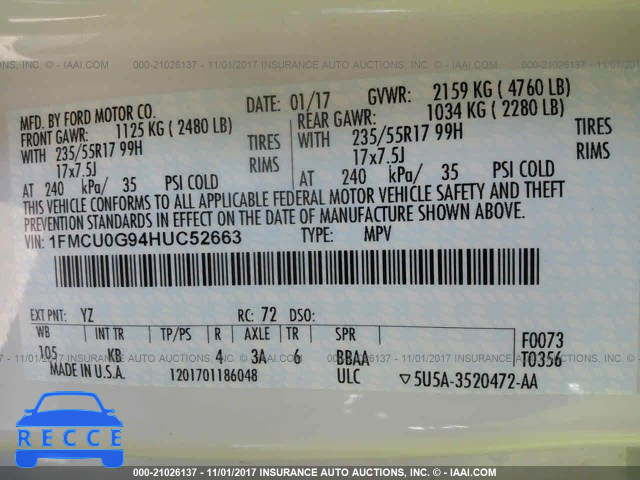 000-21026137 - 11/01/2017 INSURANCE AUTO AUCTIONS, INC. - © IAAI.COM
MFD. BY FORD MOTOR CO. DATE: 01/17 GVWR: 2159 KG ( 4760 LB)
FRONT GAWR: 1125 KG ( 2480 LB) REAR GAWR: 1034 KG ( 2280 LB)
WITH 235/55R17 99H TIRES WITH 235/55R17 99H TIRES
17x7.5J RIMS 17x7.5J RIMS
AT 240 kPa/ 35 PSI COLD AT 240 kPa/ 35 PSI COLD
THIS VEHICLE CONFORMS TO ALL APPLICABLE FEDERAL MOTOR VEHICLE SAFETY AND THEFT
PREVENTION STANDARDS IN EFFECT ON THE DATE OF MANUFACTURE SHOWN ABOVE.
VIN: 1FMCU0G94HUC52663 TYPE: MPV
EXT PNT: YZ RC: 72 DSO:
WB INT TR TP/PS R AXLE TR SPR F0073
105 KB 4 3A 6 BBAA T0356
MADE IN U.S.A. 1201701186048 ULC ▽5U5A-3520472-AA
RECCE
000-21026137 - 11/01/2017 INSURANCE AUTO AUCTIONS, INC. - © IAAI.COM